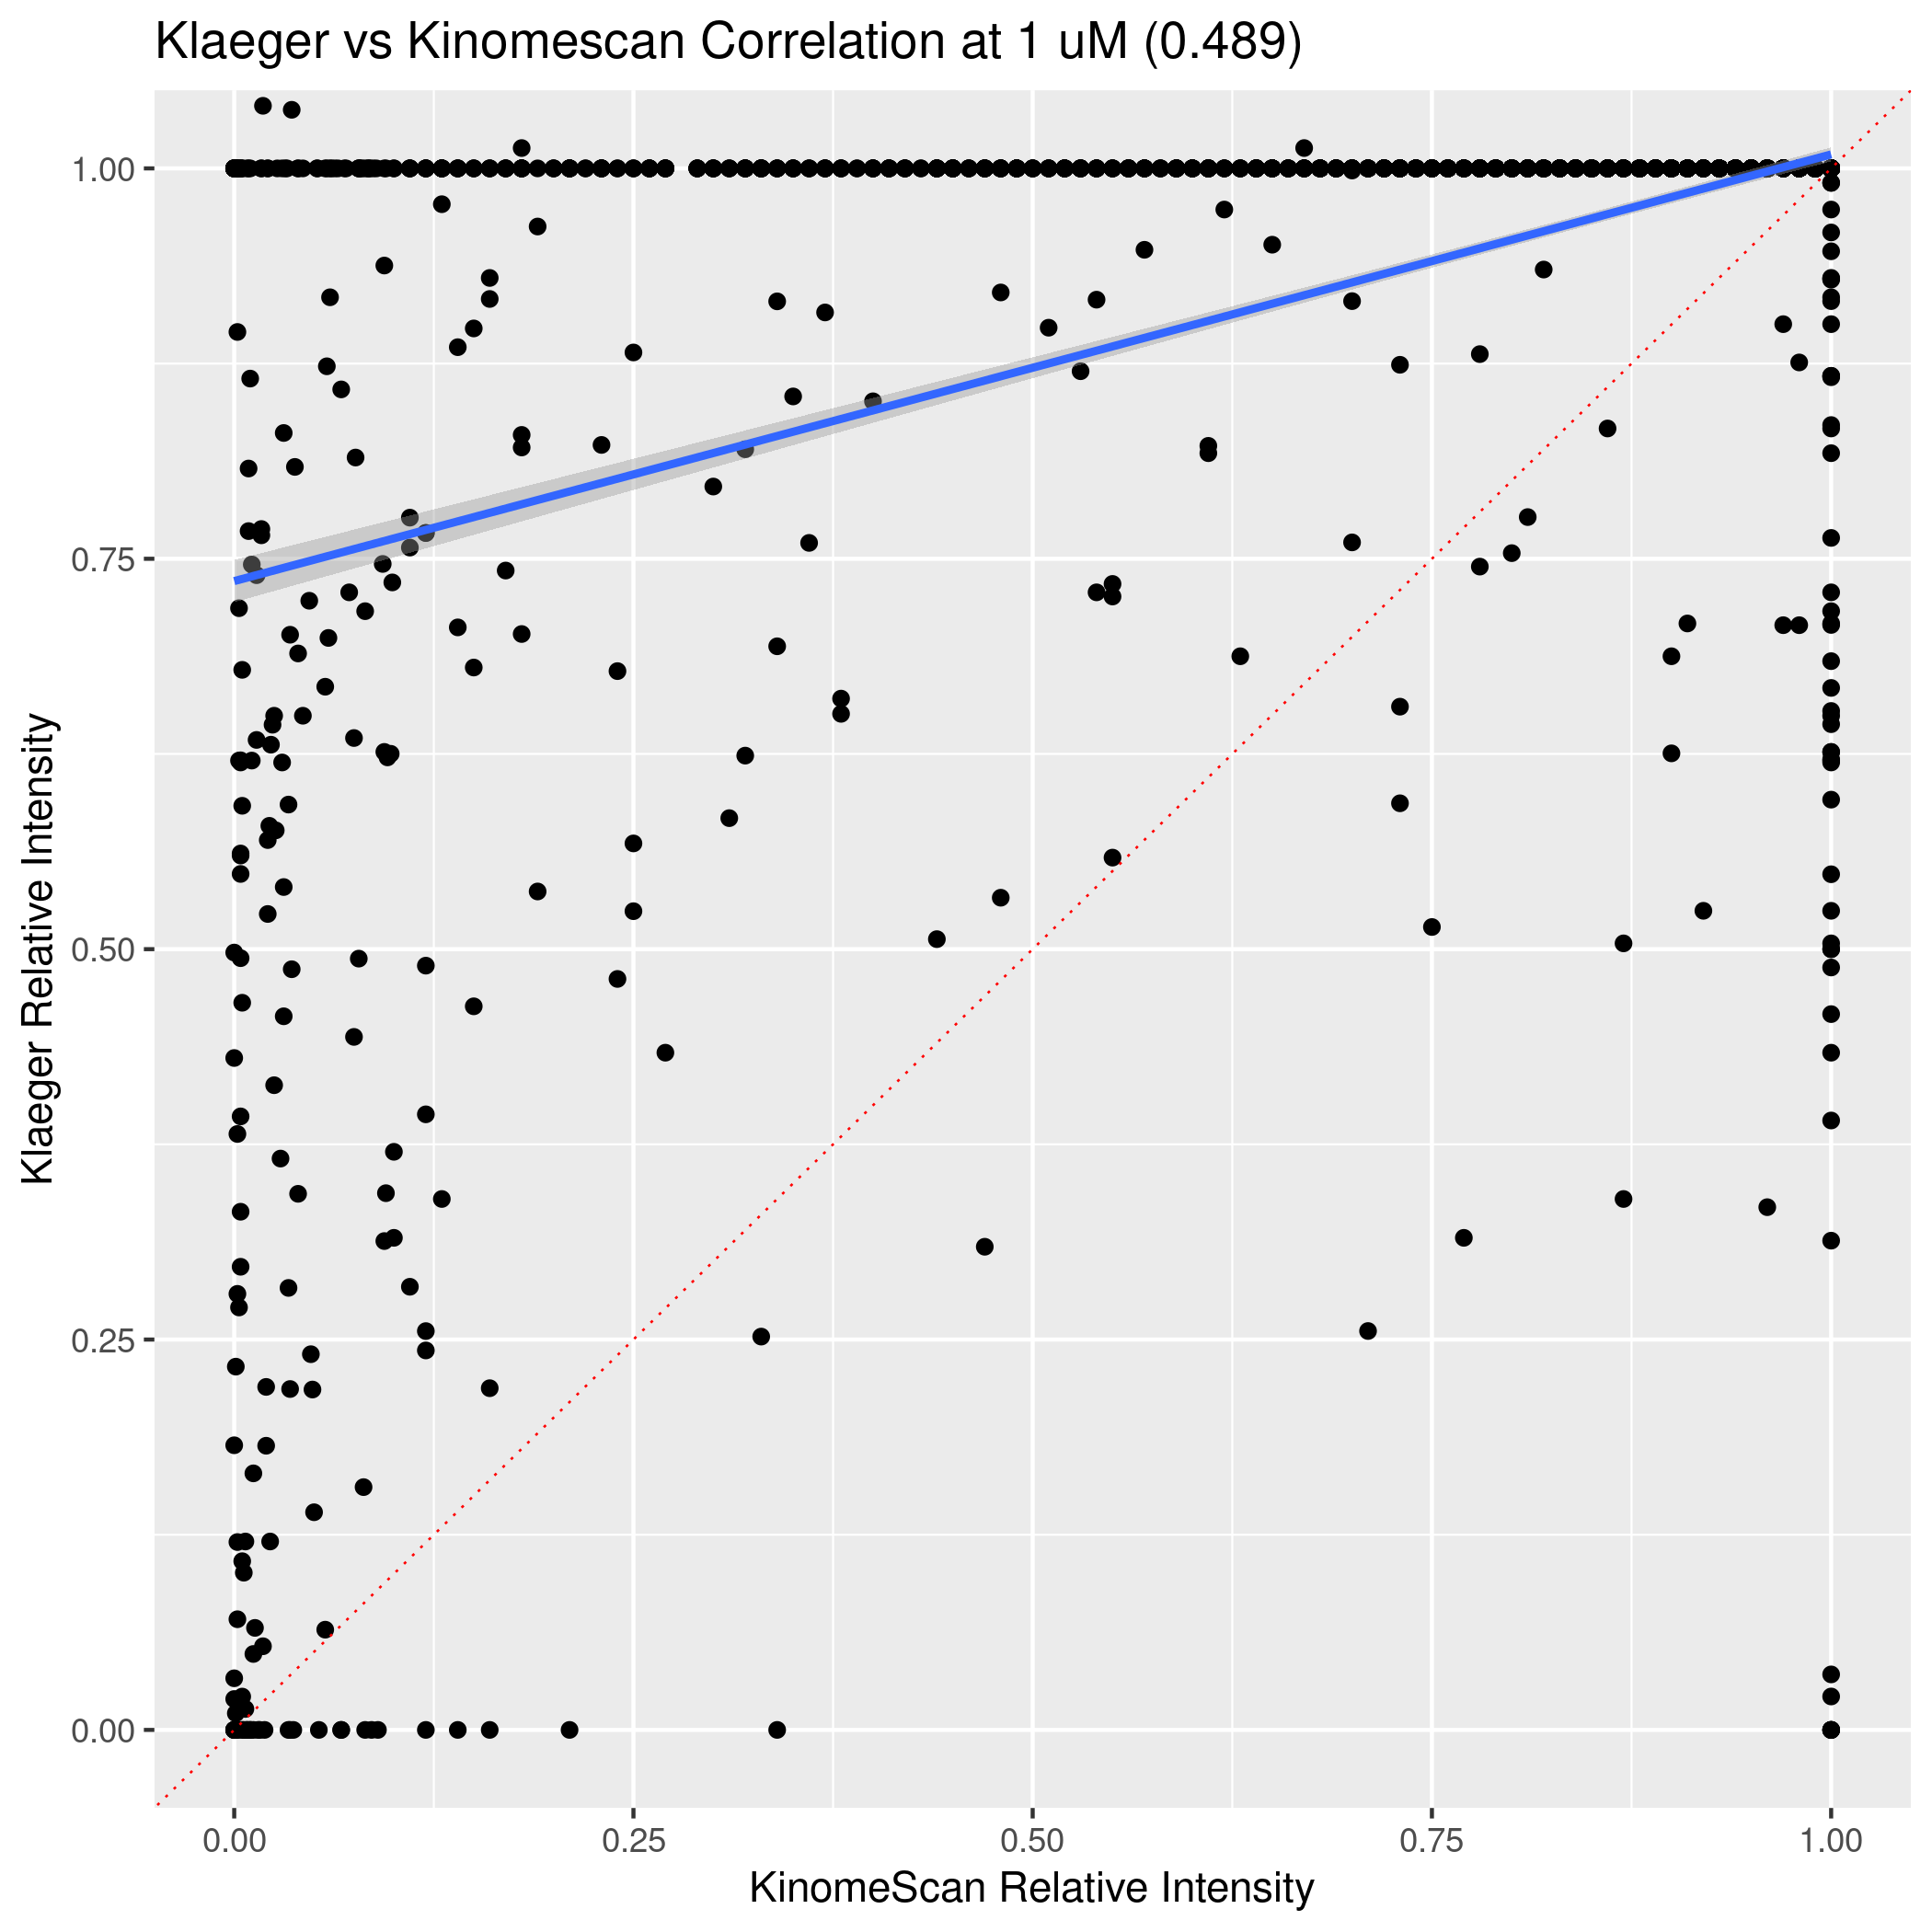 Klaeger vs Kinomescan Correlation at 1 uM (0.489)
Klaeger Relative Intensity
1.00
0.75
0.50
0.25
0.00
0.00 0.25 0.50 0.75 1.00
KinomeScan Relative Intensity